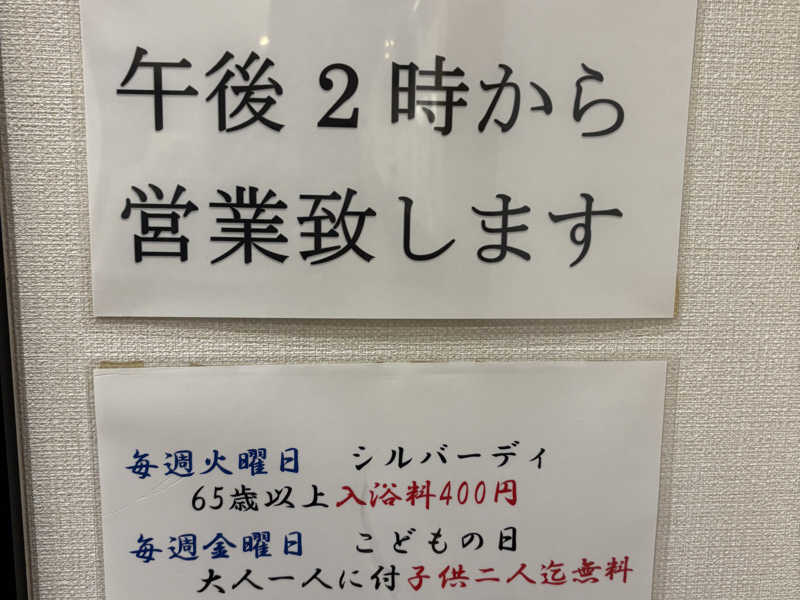 午後2時から
営業致します
毎週火曜日 シルバーディ
65歳以上入浴料400円
毎週金曜日 こどもの日
大人一人に付子供二人迄無料